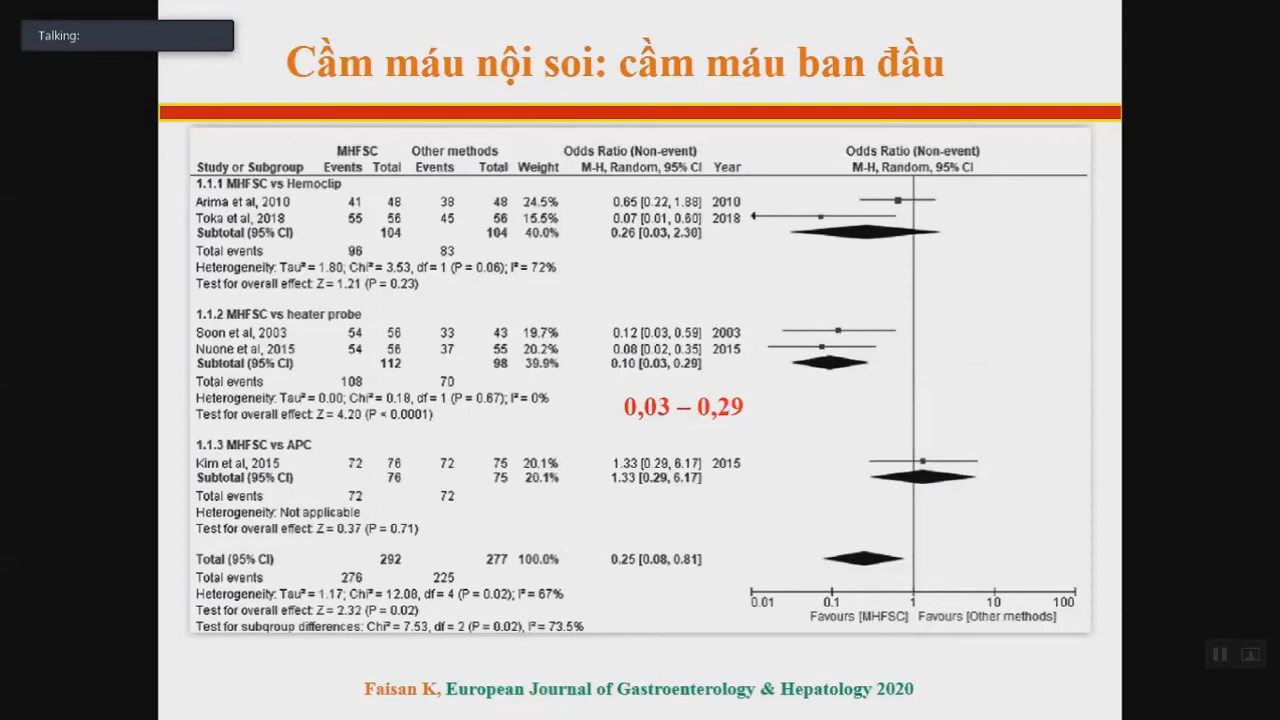 Talking:
Cầm máu nội soi: cầm máu ban đầu
MHFSC Other methods Odds Ratio (Non-event) Odds Ratio (Non-event)
Study or Subgroup Events Total Events Total Weight M-H, Random, 95% CI Year M-H, Random, 95% CI
1.1.1 MHFSC vs Hemoclip
Arima et al, 2010 41 48 38 48 24.5% 0.65 [0.22, 1.88] 2010
Toka et al, 2018 55 56 45 56 15.5% 0.07 [0.01, 0.60] 2018
Subtotal (95% CI) 104 104 40.0% 0.26 [0.03, 2.30]
Total events 96 83
Heterogeneity: Tau² = 1.80; Chi² = 3.53, df = 1 (P = 0.06); I² = 72%
Test for overall effect: Z = 1.21 (P = 0.23)
1.1.2 MHFSC vs heater probe
Soon et al, 2003 54 56 33 43 19.7% 0.12 [0.03, 0.59] 2003
Nuone et al, 2015 54 56 37 55 20.2% 0.08 [0.02, 0.35] 2015
Subtotal (95% CI) 112 98 39.9% 0.10 [0.03, 0.29]
Total events 108 70
Heterogeneity: Tau² = 0.00; Chi² = 0.18, df = 1 (P = 0.67); I² = 0%
Test for overall effect: Z = 4.20 (P < 0.0001)
0,03 – 0,29
1.1.3 MHFSC vs APC
Kim et al, 2015 72 76 72 75 20.1% 1.33 [0.29, 6.17] 2015
Subtotal (95% CI) 76 75 20.1% 1.33 [0.29, 6.17]
Total events 72 72
Heterogeneity: Not applicable
Test for overall effect: Z = 0.37 (P = 0.71)
Total (95% CI) 292 277 100.0% 0.25 [0.08, 0.81]
Total events 276 225
Heterogeneity: Tau² = 1.17; Chi² = 12.08, df = 4 (P = 0.02); I² = 67%
Test for overall effect: Z = 2.32 (P = 0.02)
Test for subgroup differences: Chi² = 7.53, df = 2 (P = 0.02), I² = 73.5%
0.01 0.1 1 10 100
Favours [MHFSC] Favours [Other methods]
Faisan K, European Journal of Gastroenterology & Hepatology 2020